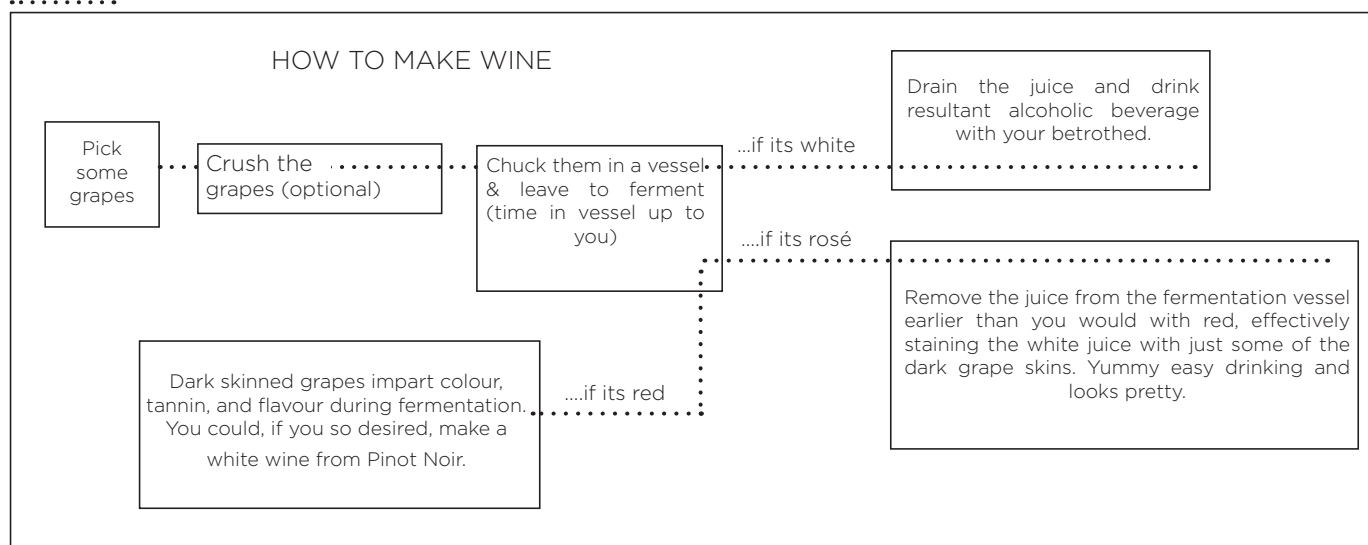 HOW TO MAKE WINE
Pick
some
grapes
Crush the
grapes (optional)
Chuck them in a vessel
& leave to ferment
(time in vessel up to
you)
...if its white
Drain the juice and drink
resultant alcoholic beverage
with your betrothed.
....if its rosé
Remove the juice from the fermentation vessel
earlier than you would with red, effectively
staining the white juice with just some of the
dark grape skins. Yummy easy drinking and
looks pretty.
....if its red
Dark skinned grapes impart colour,
tannin, and flavour during fermentation.
You could, if you so desired, make a
white wine from Pinot Noir.